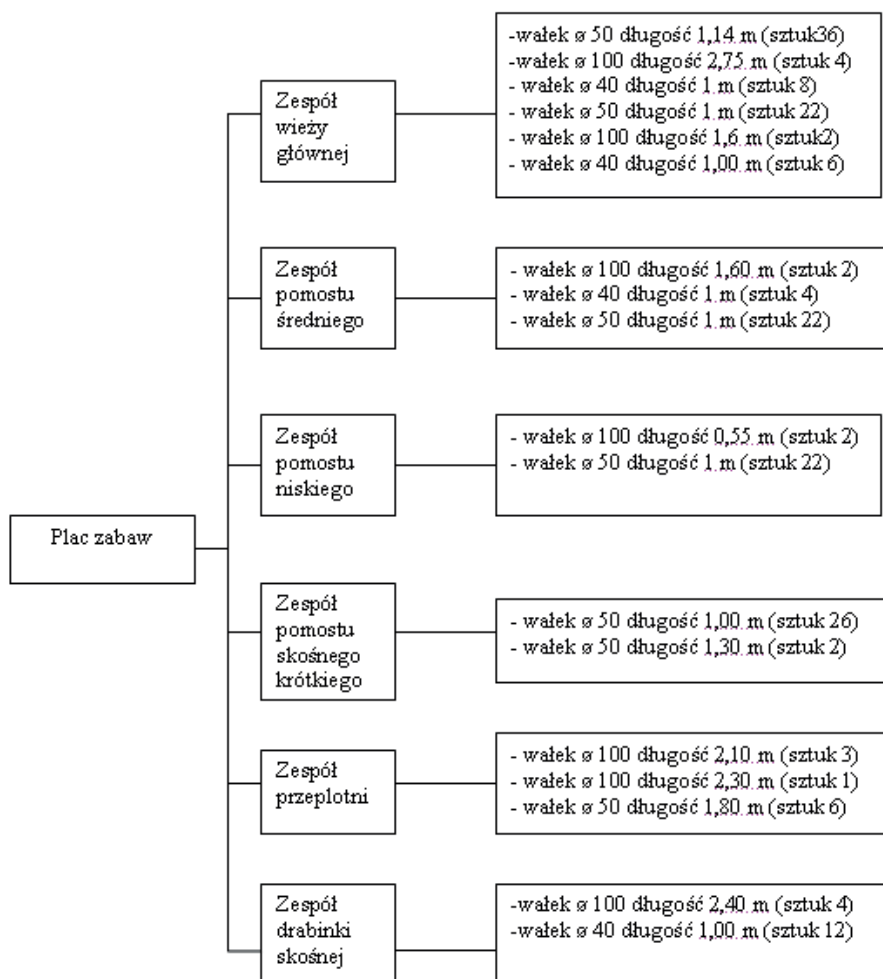 Plac zabaw
Zespół
wieży
głównej
-wałek ø 50 długość 1,14 m (sztuk36)
-wałek ø 100 długość 2,75 m (sztuk 4)
- wałek ø 40 długość 1 m (sztuk 8)
- wałek ø 50 długość 1 m (sztuk 22)
- wałek ø 100 długość 1,6 m (sztuk2)
- wałek ø 40 długość 1,00 m (sztuk 6)
Zespół
pomostu
średniego
- wałek ø 100 długość 1,60 m (sztuk 2)
- wałek ø 40 długość 1 m (sztuk 4)
- wałek ø 50 długość 1 m (sztuk 22)
Zespół
pomostu
niskiego
- wałek ø 100 długość 0,55 m (sztuk 2)
- wałek ø 50 długość 1 m (sztuk 22)
Zespół
pomostu
skośnego
krótkiego
- wałek ø 50 długość 1,00 m (sztuk 26)
- wałek ø 50 długość 1,30 m (sztuk 2)
Zespół
przeplotni
- wałek ø 100 długość 2,10 m (sztuk 3)
- wałek ø 100 długość 2,30 m (sztuk 1)
- wałek ø 50 długość 1,80 m (sztuk 6)
Zespół
drabinki
skośnej
-wałek ø 100 długość 2,40 m (sztuk 4)
-wałek ø 40 długość 1,00 m (sztuk 12)